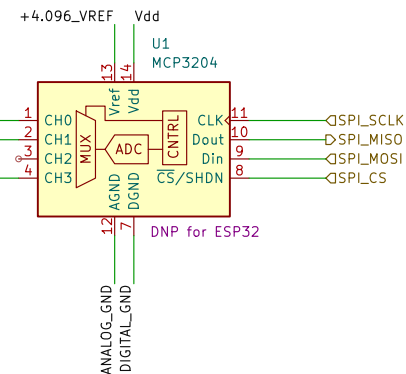 +4.096_VREF Vdd
U1
MCP3204
13 14
Vref Vdd
1 CH0 CLK 11 SPI_SCLK
2 CH1 Dout 10 SPI_MISO
3 CH2 Din 9 SPI_MOSI
4 CH3 CS/SHDN 8 SPI_CS
MUX ADC CNTRL
AGND DGND
12 7
DNP for ESP32
ANALOG_GND
DIGITAL_GND